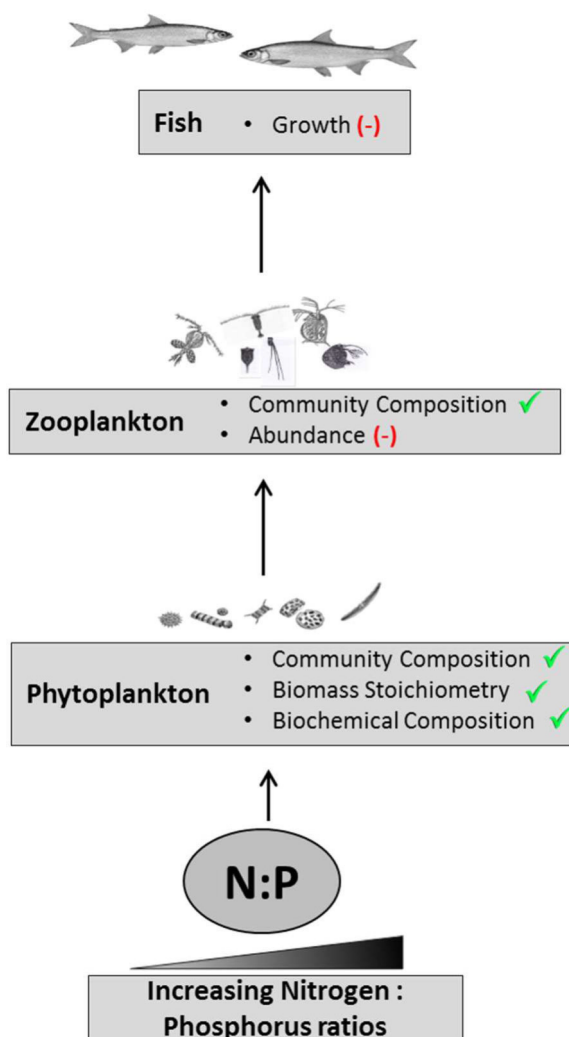 Fish • Growth (-)
Zooplankton
• Community Composition ✓
• Abundance (-)
Phytoplankton
• Community Composition ✓
• Biomass Stoichiometry ✓
• Biochemical Composition ✓
N:P
Increasing Nitrogen :
Phosphorus ratios